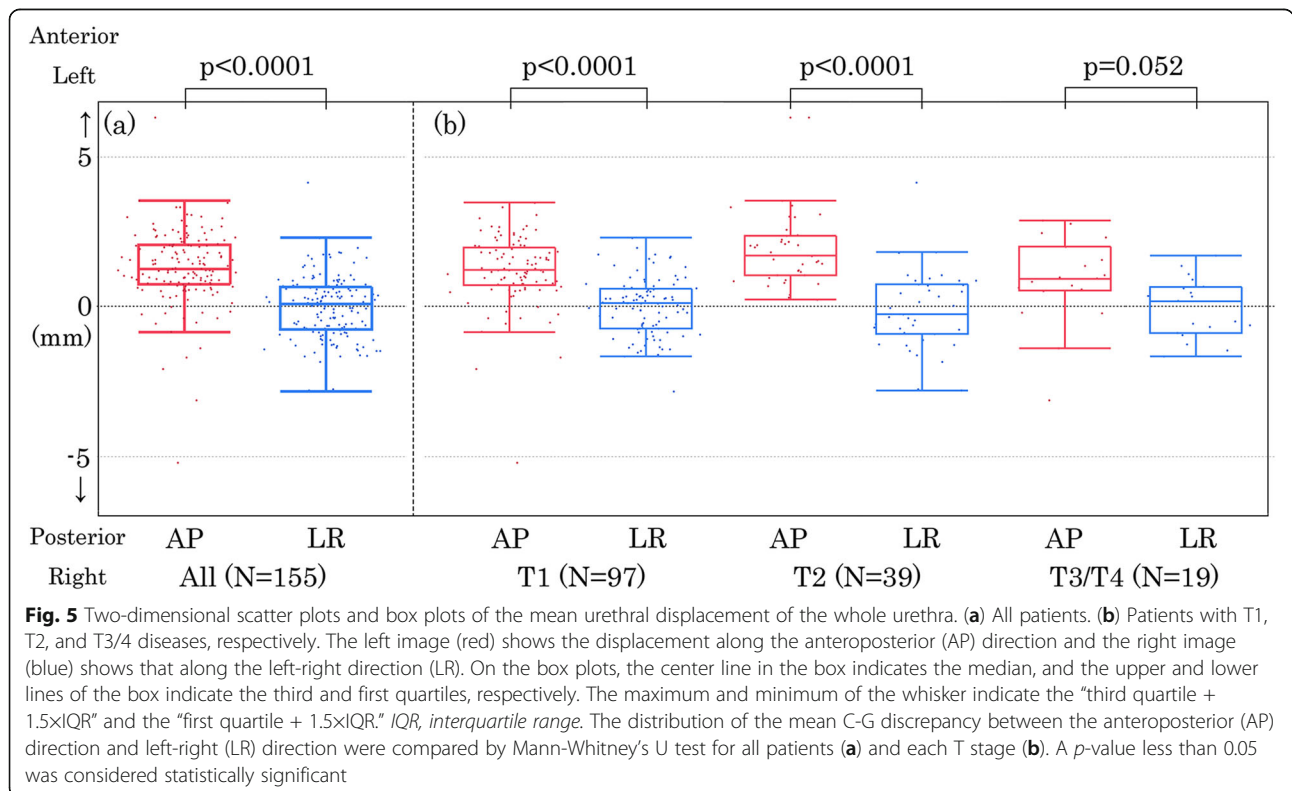 Anterior
Left
p<0.0001
p<0.0001
p<0.0001
p=0.052
↑
(a)
(b)
5
0
(mm)
-5
↓
Posterior
AP
LR
AP
LR
AP
LR
AP
LR
Right
All (N=155)
T1 (N=97)
T2 (N=39)
T3/T4 (N=19)
Fig. 5 Two-dimensional scatter plots and box plots of the mean urethral displacement of the whole urethra. (a) All patients. (b) Patients with T1,
T2, and T3/4 diseases, respectively. The left image (red) shows the displacement along the anteroposterior (AP) direction and the right image
(blue) shows that along the left-right direction (LR). On the box plots, the center line in the box indicates the median, and the upper and lower
lines of the box indicate the third and first quartiles, respectively. The maximum and minimum of the whisker indicate the “third quartile +
1.5×IQR” and the “first quartile + 1.5×IQR.” IQR, interquartile range. The distribution of the mean C-G discrepancy between the anteroposterior (AP)
direction and left-right (LR) direction were compared by Mann-Whitney’s U test for all patients (a) and each T stage (b). A p-value less than 0.05
was considered statistically significant